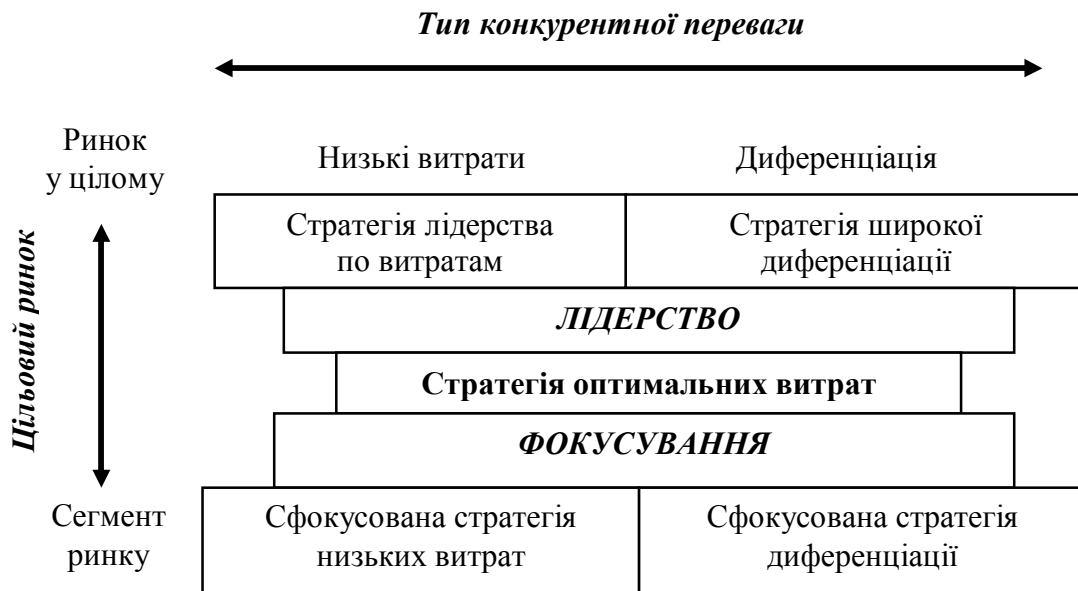 Тип конкурентної переваги
Ринок
у цілому
Низькі витрати
Диференціація
Цільовий ринок
Стратегія лідерства
по витратам
Стратегія широкої
диференціації
ЛІДЕРСТВО
Стратегія оптимальних витрат
ФОКУСУВАННЯ
Сегмент
ринку
Сфокусована стратегія
низьких витрат
Сфокусована стратегія
диференціації